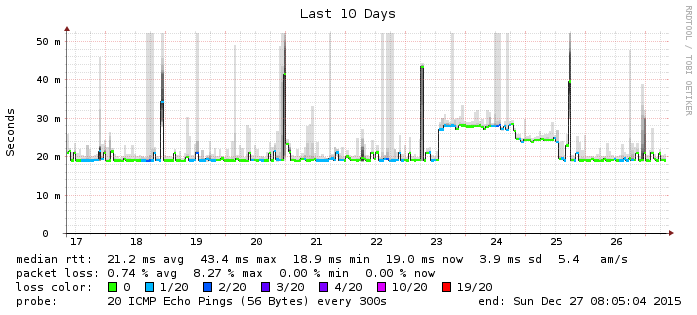 Last 10 Days
RRDTOOL / TOBI OETIKER
Seconds
50 m
40 m
30 m
20 m
10 m
0
17 18 19 20 21 22 23 24 25 26
median rtt: 21.2 ms avg 43.4 ms max 18.9 ms min 19.0 ms now 3.9 ms sd 5.4 am/s
packet loss: 0.74 % avg 8.27 % max 0.00 % min 0.00 % now
loss color: 0 1/20 2/20 3/20 4/20 10/20 19/20
probe: 20 ICMP Echo Pings (56 Bytes) every 300s end: Sun Dec 27 08:05:04 2015